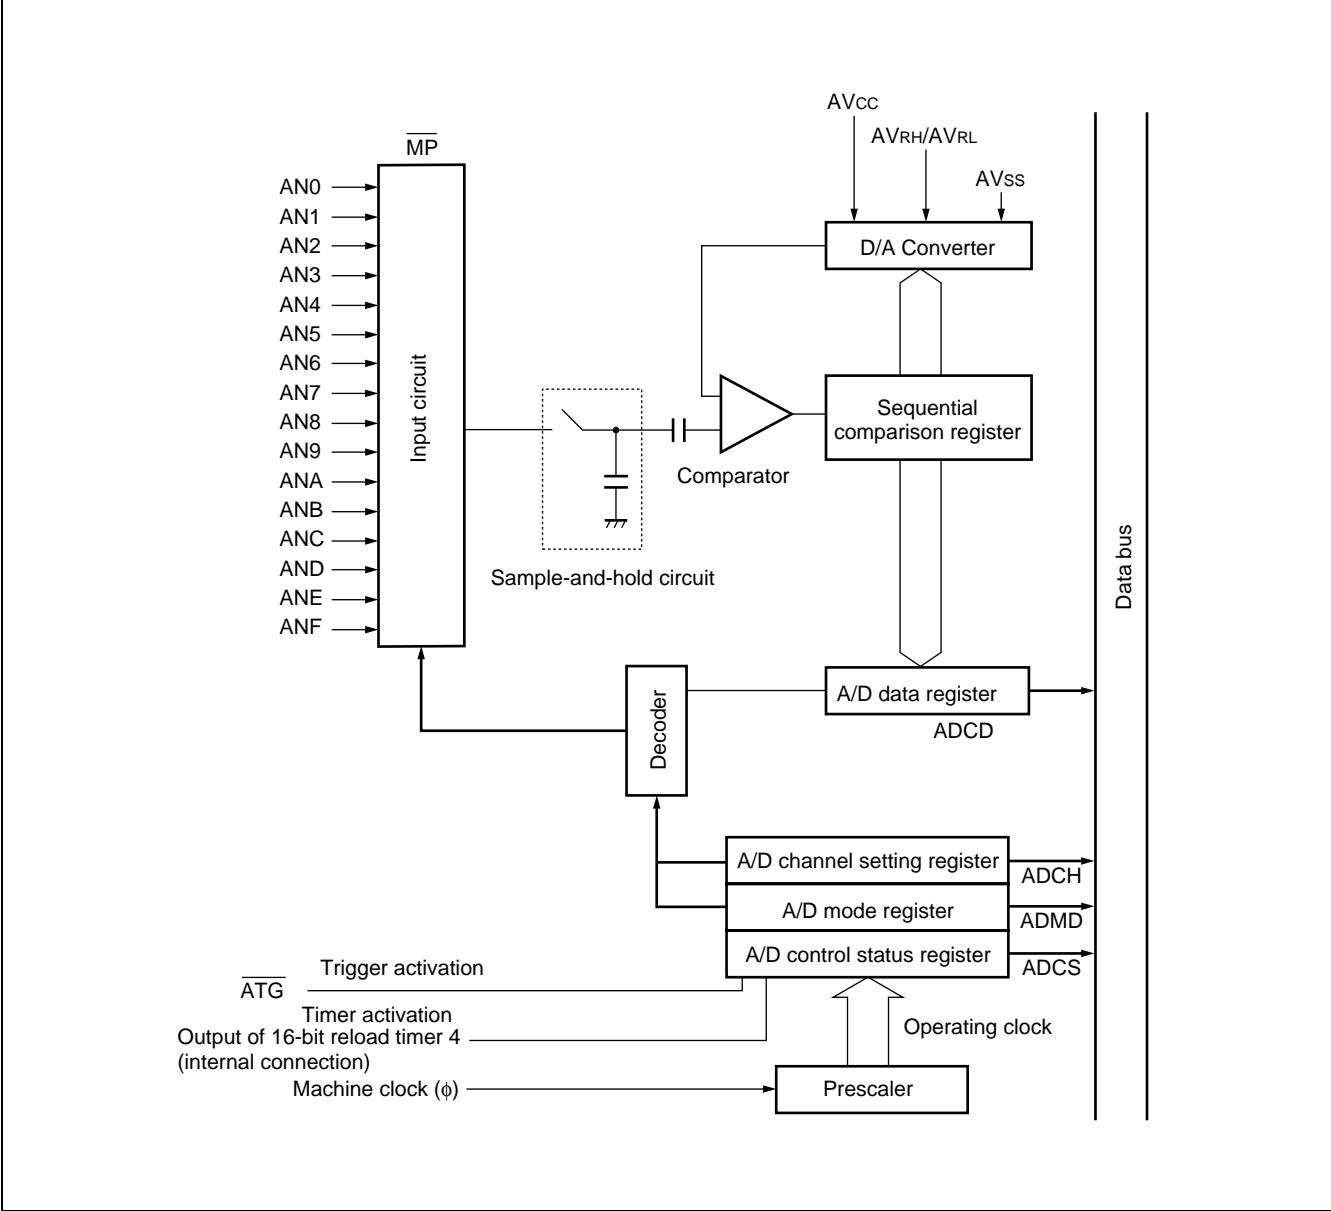 AVCC
AVRH/AVRL
AVSS
MP
AN0
AN1
AN2
AN3
AN4
AN5
AN6
AN7
AN8
AN9
ANA
ANB
ANC
AND
ANE
ANF
Input circuit
D/A Converter
Sequential
comparison register
Comparator
Sample-and-hold circuit
Data bus
Decoder
A/D data register
ADCD
A/D channel setting register
ADCH
A/D mode register
ADMD
A/D control status register
ADCS
Trigger activation
ATG
Timer activation
Output of 16-bit reload timer 4
(internal connection)
Operating clock
Machine clock (ϕ)
Prescaler